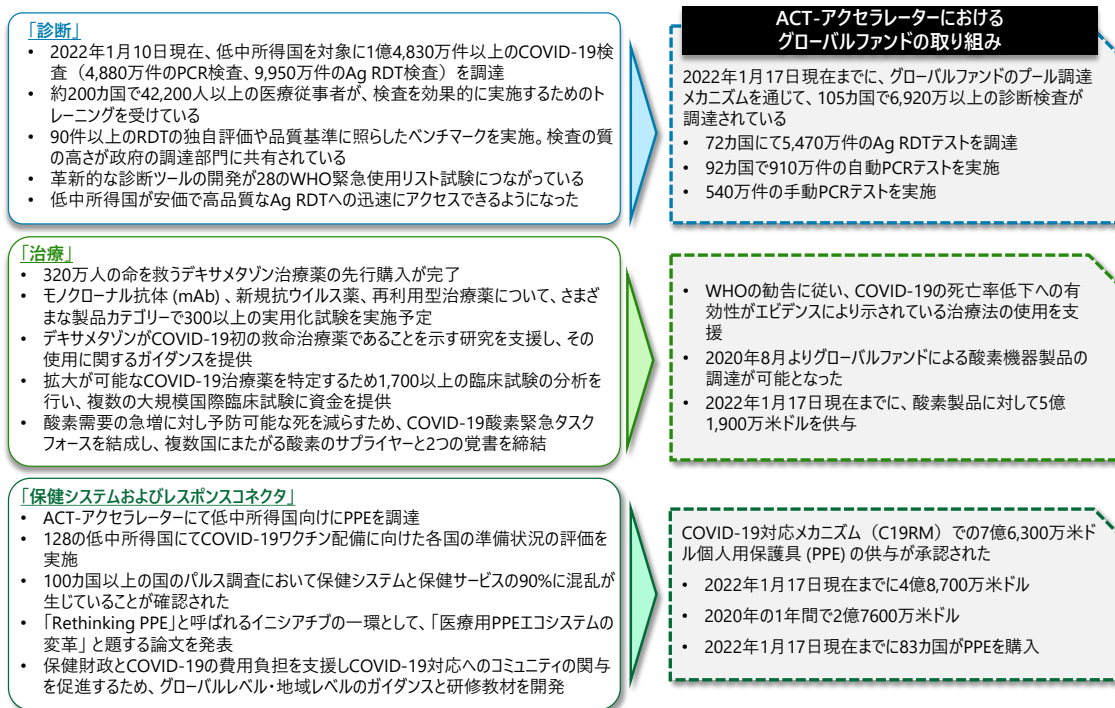 「診断」
• 2022年1月10日現在、低中所得国を対象に1億4,830万件以上のCOVID-19検
査（4,880万件のPCR検査、9,950万件のAg RDT検査）を調達
• 約200カ国で42,200人以上の医療従事者が、検査を効果的に実施するためのト
レーニングを受けている
• 90件以上のRDTの独自評価や品質基準に照らしたベンチマークを実施。検査の質
の高さが政府の調達部門に共有されている
• 革新的な診断ツールの開発が28のWHO緊急使用リスト試験につながっている
• 低中所得国が安価で高品質なAg RDTへの迅速にアクセスできるようになった
ACT-アクセラレーターにおける
グローバルファンドの取り組み
2022年1月17日現在までに、グローバルファンドのプール調達
メカニズムを通じて、105カ国で6,920万以上の診断検査が
調達されている
• 72カ国にて5,470万件のAg RDTテストを調達
• 92カ国で910万件の自動PCRテストを実施
• 540万件の手動PCRテストを実施
「治療」
• 320万人の命を救うデキサメタゾン治療薬の先行購入が完了
• モノクローナル抗体 (mAb) 、新規抗ウイルス薬、再利用型治療薬について、さまざ
まな製品カテゴリーで300以上の実用化試験を実施予定
• デキサメタゾンがCOVID-19初の救命治療薬であることを示す研究を支援し、その
使用に関するガイダンスを提供
• 拡大が可能なCOVID-19治療薬を特定するため1,700以上の臨床試験の分析を
行い、複数の大規模国際臨床試験に資金を提供
• 酸素需要の急増に対し予防可能な死を減らすため、COVID-19酸素緊急タスク
フォースを結成し、複数国にまたがる酸素のサプライヤーと2つの覚書を締結
• WHOの勧告に従い、COVID-19の死亡率低下への有
効性がエビデンスにより示されている治療法の使用を支
援
• 2020年8月よりグローバルファンドによる酸素機器製品の
調達が可能となった
• 2022年1月17日現在までに、酸素製品に対して5億
1,900万米ドルを供与
「保健システムおよびレスポンスコネクタ」
• ACT-アクセラレーターにて低中所得国向けにPPEを調達
• 128の低中所得国にてCOVID-19ワクチン配備に向けた各国の準備状況の評価を
実施
• 100カ国以上の国のパルス調査において保健システムと保健サービスの90%に混乱が
生じていることが確認された
• 「Rethinking PPE」と呼ばれるイニシアチブの一環として、「医療用PPEエコシステムの
変革」と題する論文を発表
• 保健財政とCOVID-19の費用負担を支援しCOVID-19対応へのコミュニティの関与
を促進するため、グローバルレベル・地域レベルのガイダンスと研修教材を開発
COVID-19対応メカニズム（C19RM）での7億6,300万米ド
ル個人用保護具 (PPE) の供与が承認された
• 2022年1月17日現在までに4億8,700万米ドル
• 2020年の1年間で2億7600万米ドル
• 2022年1月17日現在までに83カ国がPPEを購入